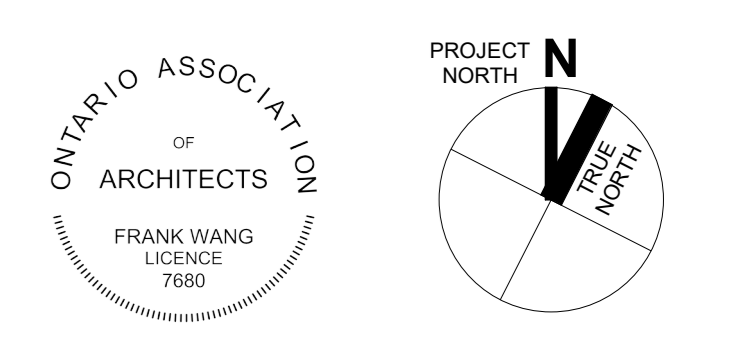 ONTARIO ASSOCIATION
OF
ARCHITECTS
FRANK WANG
LICENCE
7680
PROJECT
NORTH
N
TRUE
NORTH